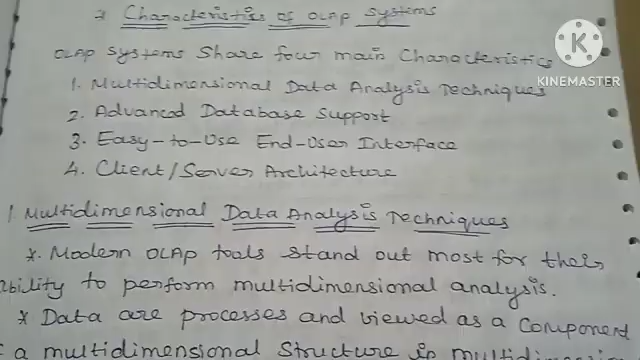 * Characteristics of OLAP Systems
OLAP Systems Share four main Characteristics
1. Multidimensional Data Analysis Techniques
2. Advanced Database Support
3. Easy-to-Use End-User Interface
4. Client/Server Architecture
1. Multidimensional Data Analysis Techniques
*. Modern OLAP tools stand out most for their
ability to perform multidimensional analysis.
* Data are processes and viewed as a component
a multidimensional structure in
K
KINEMASTER